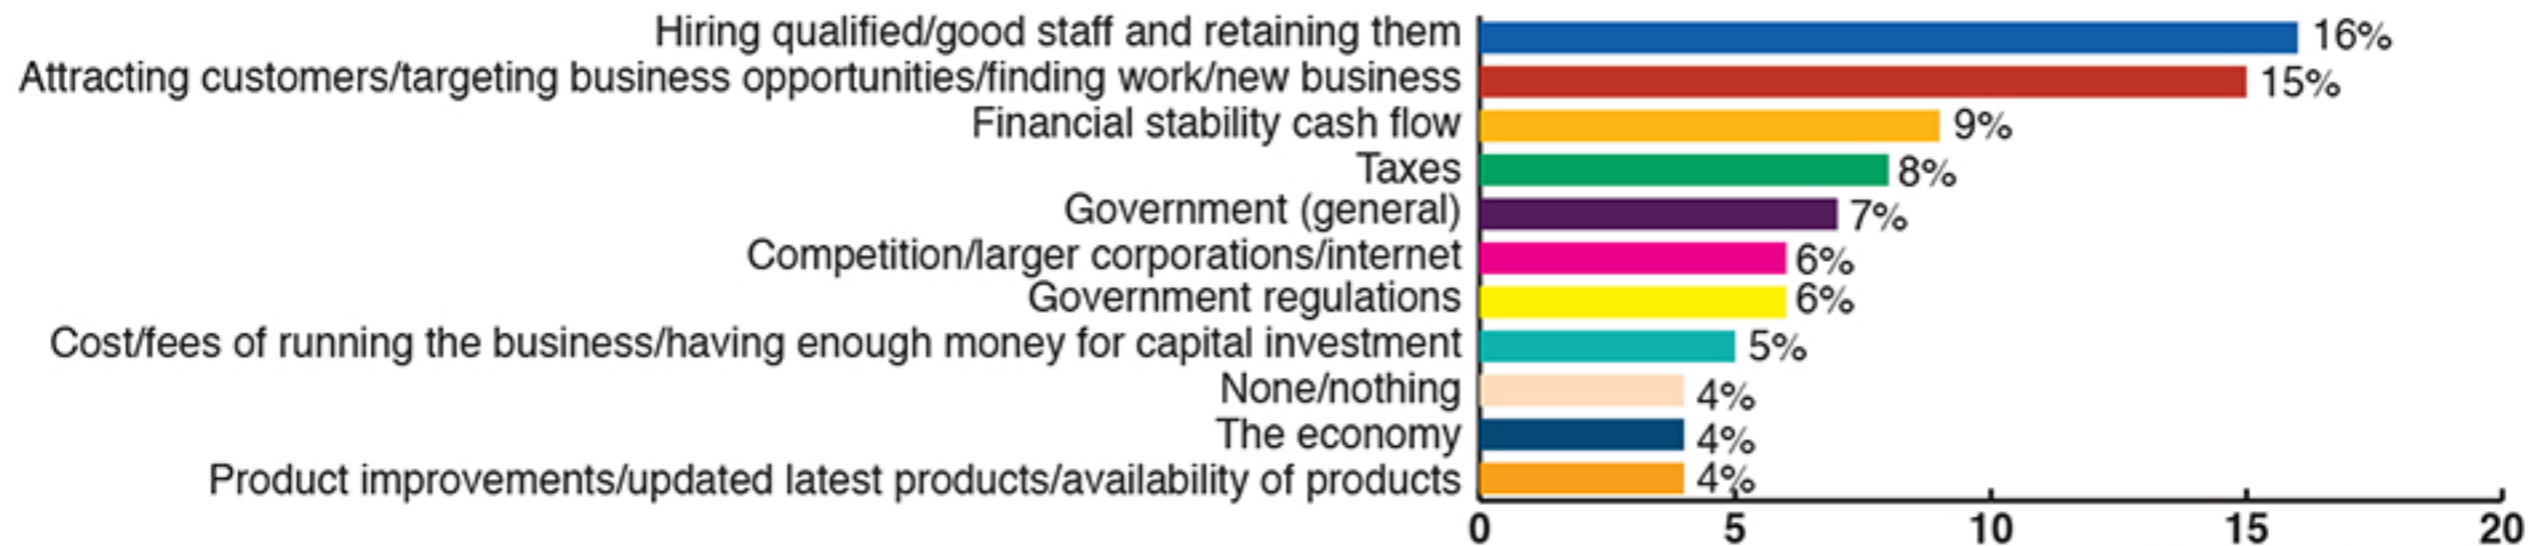 Hiring qualified/good staff and retaining them 16%
Attracting customers/targeting business opportunities/finding work/new business 15%
Financial stability cash flow 9%
Taxes 8%
Government (general) 7%
Competition/larger corporations/internet 6%
Government regulations 6%
Cost/fees of running the business/having enough money for capital investment 5%
None/nothing 4%
The economy 4%
Product improvements/updated latest products/availability of products 4%
0 5 10 15 20